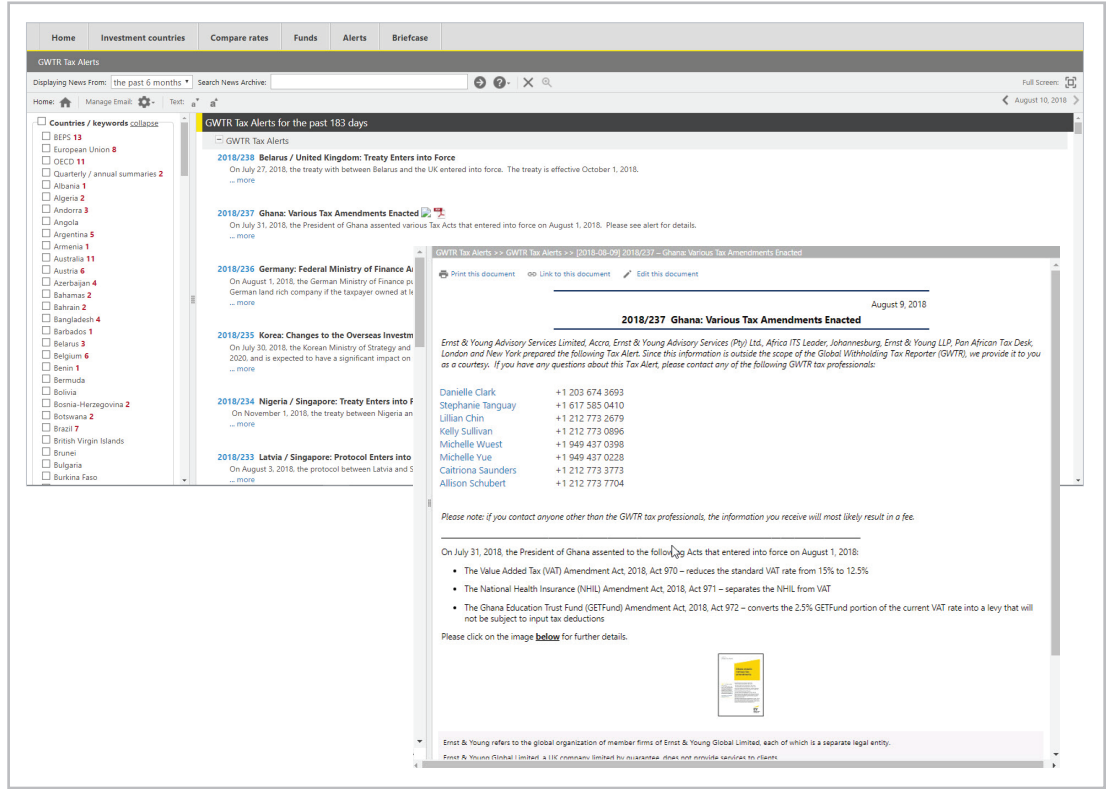 Home Investment countries Compare rates Funds Alerts Briefcase
GWTR Tax Alerts
Displaying News From: the past 6 months Search News Archive: Full Screen:
Home: Manage Email: Text: a a August 10, 2018
Countries / keywords collapse
BEPS 13
European Union 8
OECD 11
Quarterly / annual summaries 2
Albania 1
Algeria 2
Andorra 3
Angola
Argentina 5
Armenia 1
Australia 11
Austria 6
Azerbaijan 4
Bahamas 2
Bahrain 2
Bangladesh 4
Barbados 1
Belarus 3
Belgium 6
Benin 1
Bermuda
Bolivia
Bosnia-Herzegovina 2
Botswana 2
Brazil 7
British Virgin Islands
Brunei
Bulgaria
Burkina Faso
GWTR Tax Alerts for the past 183 days
GWTR Tax Alerts
2018/238 Belarus / United Kingdom: Treaty Enters into Force
On July 27, 2018, the treaty with between Belarus and the UK entered into force. The treaty is effective October 1, 2018.
... more
2018/237 Ghana: Various Tax Amendments Enacted
On July 31, 2018, the President of Ghana assented various Tax Acts that entered into force on August 1, 2018. Please see alert for details.
... more
2018/236 Germany: Federal Ministry of Finance
On August 1, 2018, the German Ministry of Finance
German land rich company if the taxpayer owned at
... more
2018/235 Korea: Changes to the Overseas
On July 30, 2018, the Korean Ministry of Strategy and
2020, and is expected to have a significant impact on
... more
2018/234 Nigeria / Singapore: Treaty Enters into
On November 1, 2018, the treaty between Nigeria
... more
2018/233 Latvia / Singapore: Protocol Enters into
On August 3, 2018, the protocol between Latvia and
... more
GWTR Tax Alerts >> GWTR Tax Alerts >> [2018-08-09] 2018/237 – Ghana: Various Tax Amendments Enacted
Print this document Link to this document Edit this document
August 9, 2018
2018/237 Ghana: Various Tax Amendments Enacted
Ernst & Young Advisory Services Limited, Accra, Ernst & Young Advisory Services (Pty) Ltd., Africa ITS Leader, Johannesburg, Ernst & Young LLP, Pan African Tax Desk,
London and New York prepared the following Tax Alert. Since this information is outside the scope of the Global Withholding Tax Reporter (GWTR), we provide it to you
as a courtesy. If you have any questions about this Tax Alert, please contact any of the following GWTR tax professionals:
Danielle Clark +1 203 674 3693
Stephanie Tanguay +1 617 585 0410
Lillian Chin +1 212 773 2679
Kelly Sullivan +1 212 773 0896
Michelle Wuest +1 949 437 0398
Michelle Yue +1 949 437 0228
Caitriona Saunders +1 212 773 3773
Allison Schubert +1 212 773 7704
Please note: if you contact anyone other than the GWTR tax professionals, the information you receive will most likely result in a fee.
On July 31, 2018, the President of Ghana assented to the following Acts that entered into force on August 1, 2018:
• The Value Added Tax (VAT) Amendment Act, 2018, Act 970 – reduces the standard VAT rate from 15% to 12.5%
• The National Health Insurance (NHIL) Amendment Act, 2018, Act 971 – separates the NHIL from VAT
• The Ghana Education Trust Fund (GETFund) Amendment Act, 2018, Act 972 – converts the 2.5% GETFund portion of the current VAT rate into a levy that will
not be subject to input tax deductions
Please click on the image below for further details.
Ernst & Young refers to the global organization of member firms of Ernst & Young Global Limited, each of which is a separate legal entity.
Ernst & Young Global Limited, a UK company limited by guarantee, does not provide services to clients.